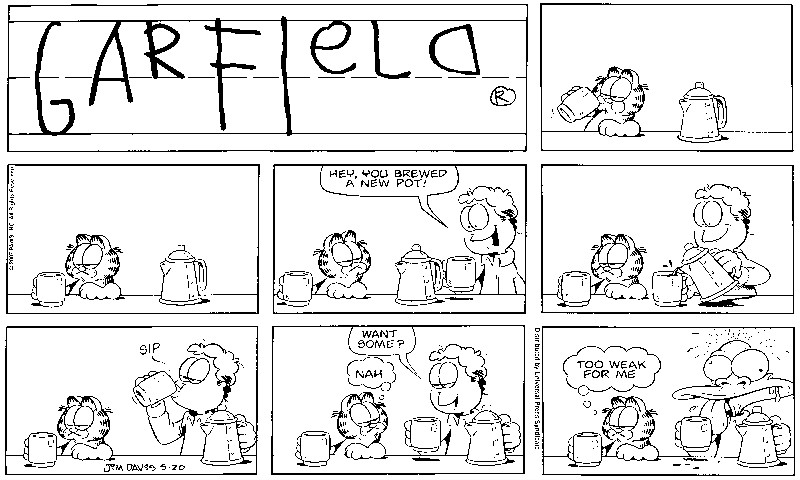 GARFIELD
®
HEY, YOU BREWED
A NEW POT!
SIP
JIM DAVIS 5-20
WANT
SOME?
NAH
Distributed by Universal Press Syndicate
TOO WEAK
FOR ME